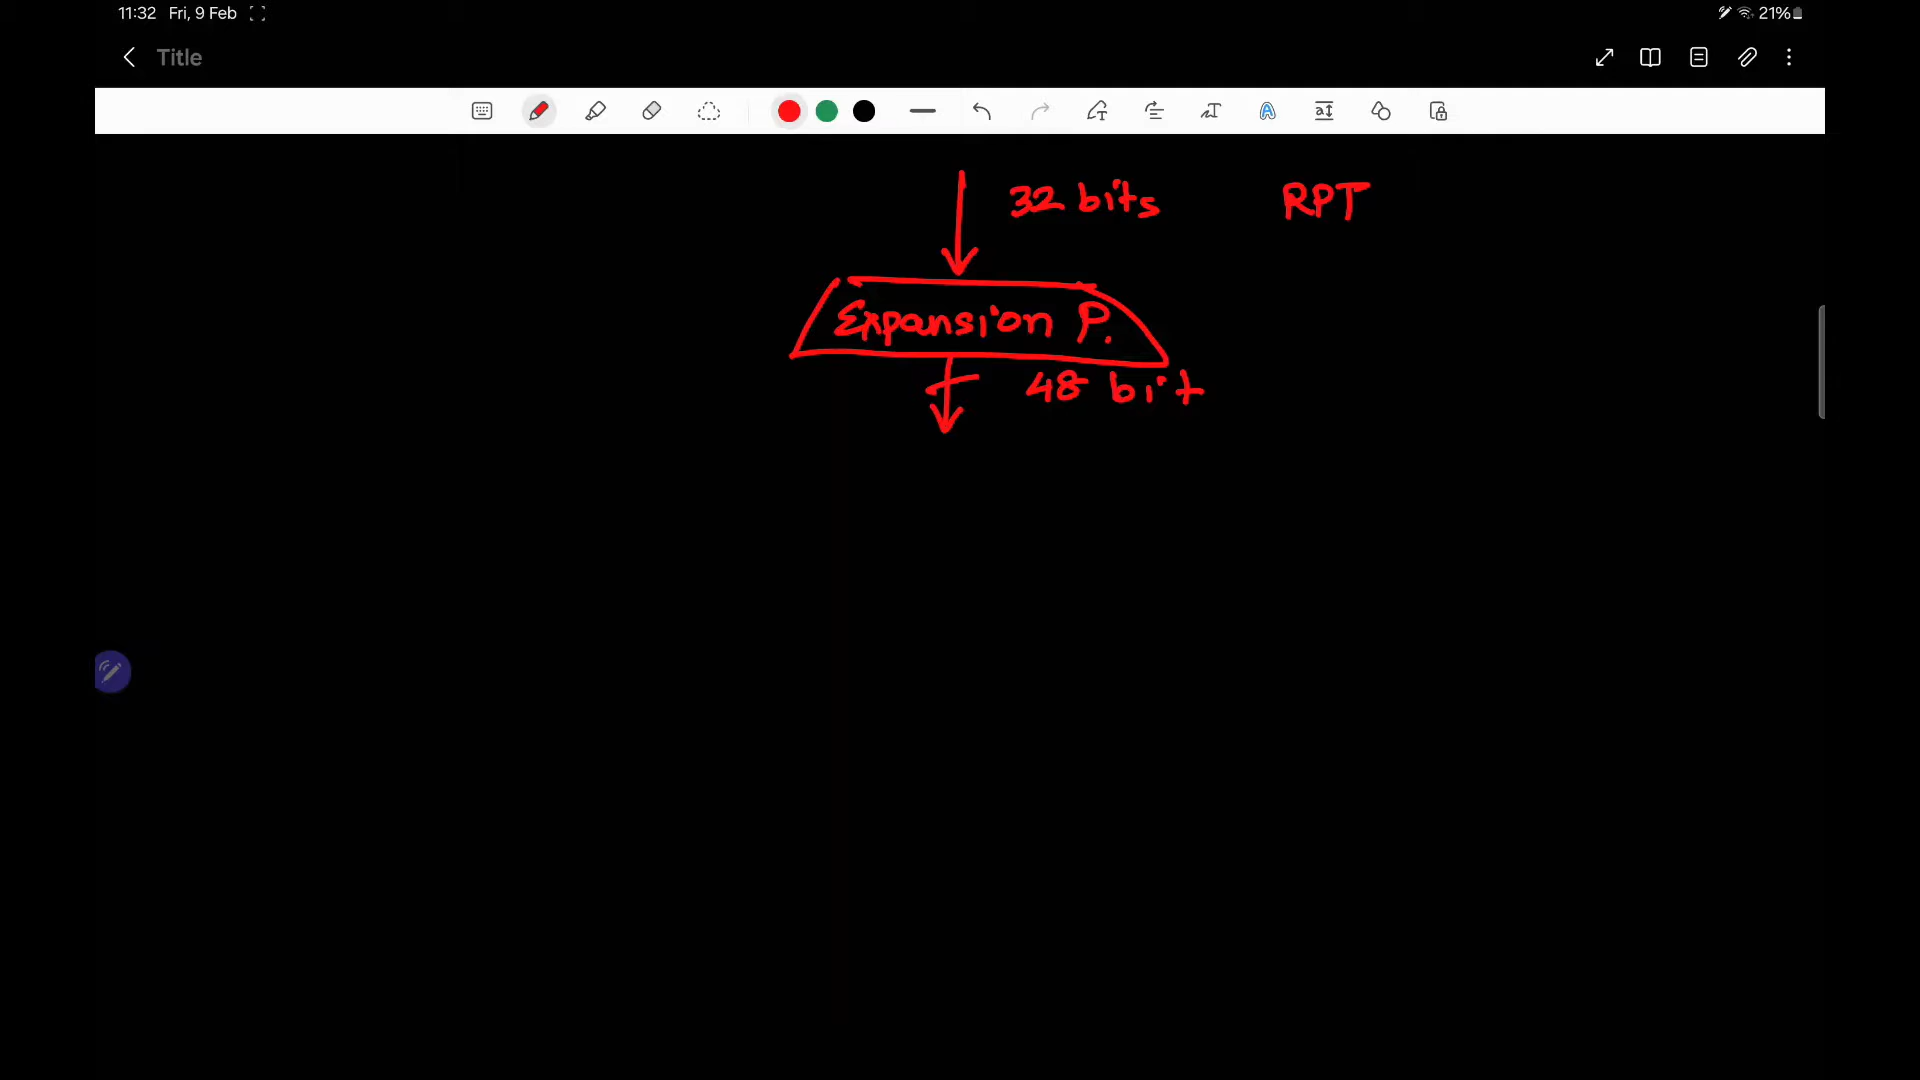 11:32 Fri, 9 Feb 21%
Title
32 bits RPT
Expansion P.
48 bit